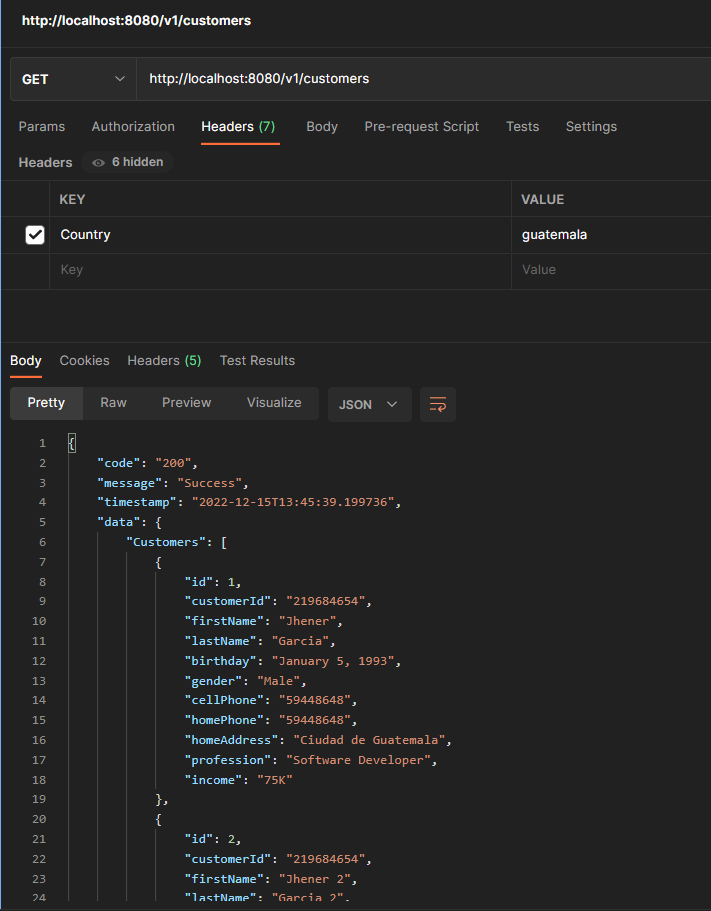 http://localhost:8080/v1/customers
GET http://localhost:8080/v1/customers
Params Authorization Headers (7) Body Pre-request Script Tests Settings
Headers 6 hidden
KEY VALUE
Country guatemala
Key Value
Body Cookies Headers (5) Test Results
Pretty Raw Preview Visualize JSON
1 {
2 "code": "200",
3 "message": "Success",
4 "timestamp": "2022-12-15T13:45:39.199736",
5 "data": {
6 "Customers": [
7 {
8 "id": 1,
9 "customerId": "219684654",
10 "firstName": "Jhener",
11 "lastName": "Garcia",
12 "birthday": "January 5, 1993",
13 "gender": "Male",
14 "cellPhone": "59448648",
15 "homePhone": "59448648",
16 "homeAddress": "Ciudad de Guatemala",
17 "profession": "Software Developer",
18 "income": "75K"
19 },
20 {
21 "id": 2,
22 "customerId": "219684654",
23 "firstName": "Jhener 2",
24 "lastName": "Garcia 2",